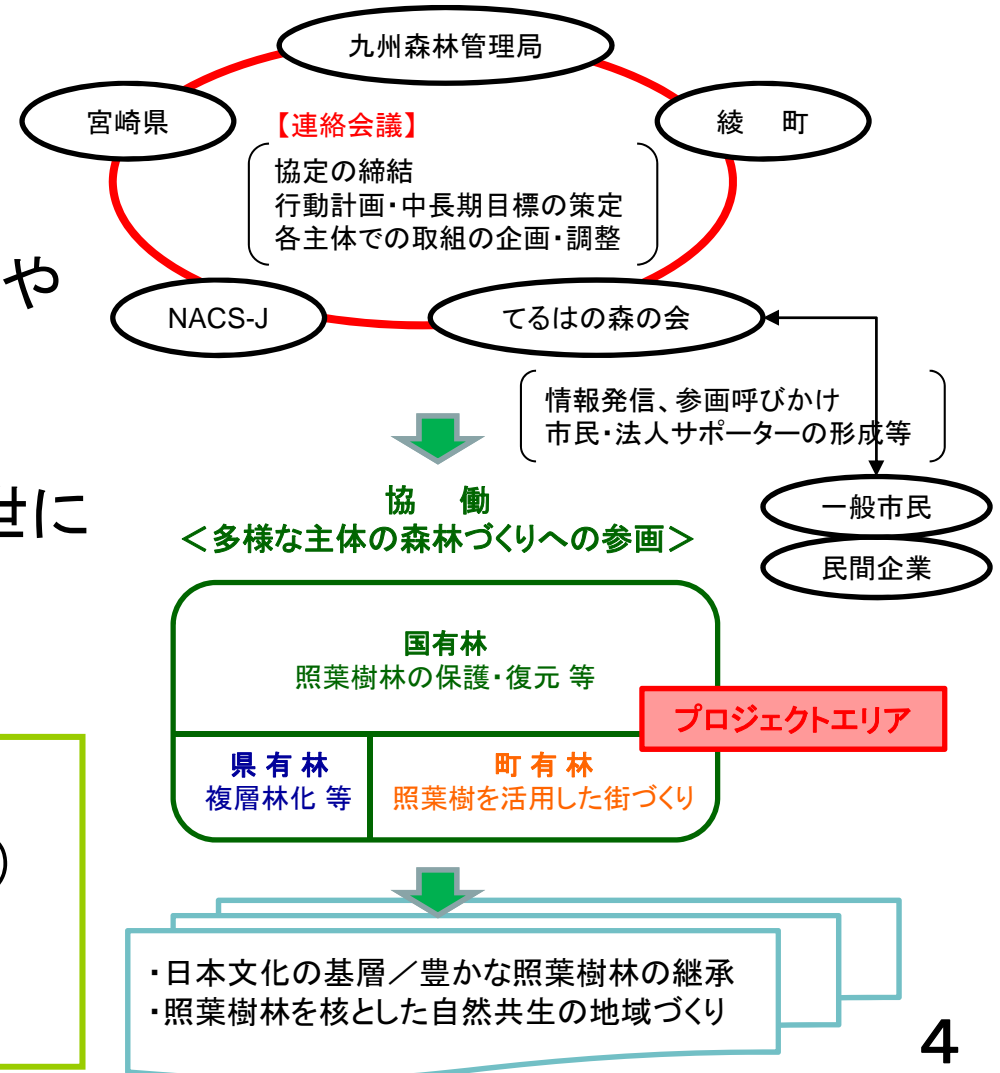 九州森林管理局
宮崎県
綾 町
【連絡会議】
協定の締結
行動計画・中長期目標の策定
各主体での取組の企画・調整
や
NACS-J
てるはの森の会
情報発信、参画呼びかけ
市民・法人サポーターの形成等
世に
協 働
＜多様な主体の森林づくりへの参画＞
一般市民
民間企業
国有林
照葉樹林の保護・復元 等
プロジェクトエリア
県 有 林
複層林化 等
町 有 林
照葉樹を活用した街づくり
）
・日本文化の基層／豊かな照葉樹林の継承
・照葉樹林を核とした自然共生の地域づくり
4